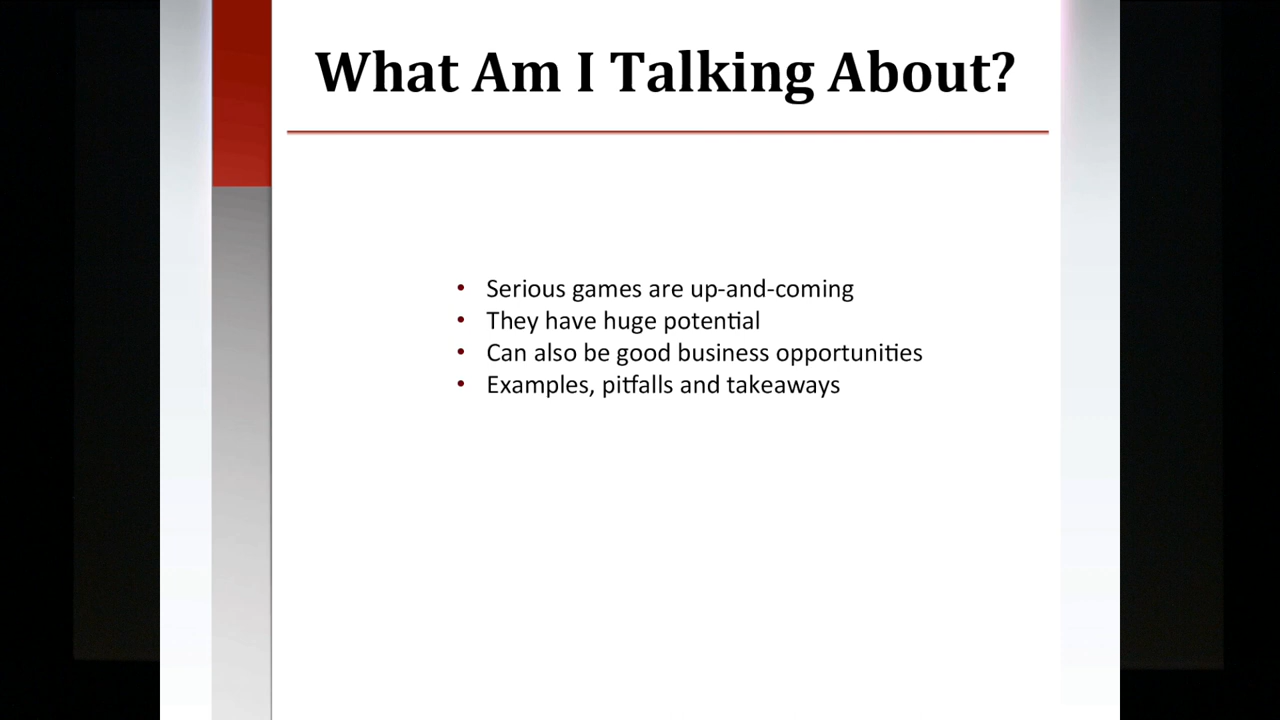 What Am I Talking About?
• Serious games are up-and-coming
• They have huge potential
• Can also be good business opportunities
• Examples, pitfalls and takeaways